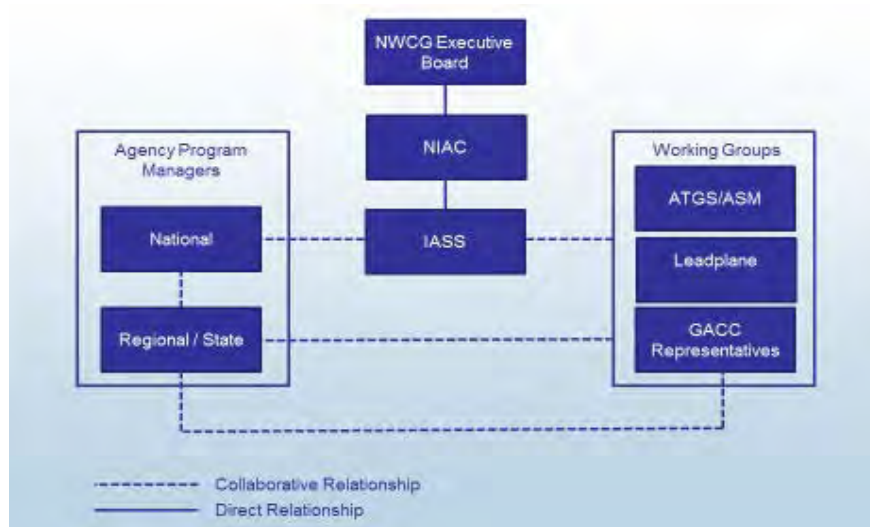 NWCG Executive
Board
Agency Program
Managers
NIAC
Working Groups
ATGS/ASM
National
IASS
Leadplane
Regional / State
GACC
Representatives
Collaborative Relationship
Direct Relationship